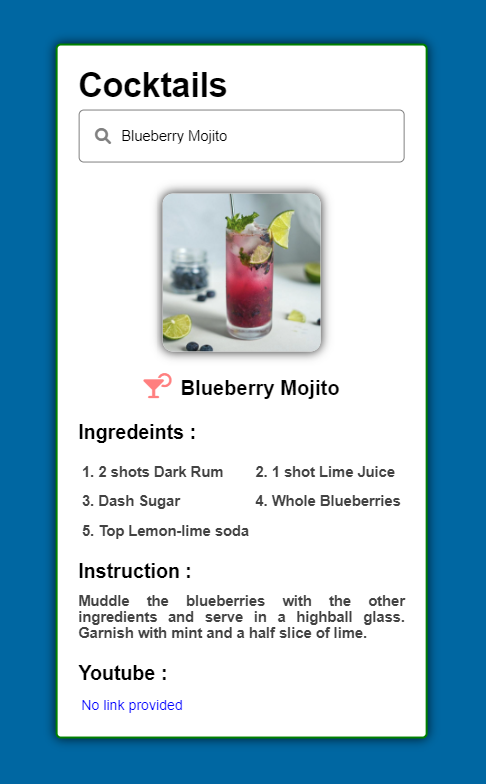 Cocktails
Blueberry Mojito
Blueberry Mojito
Ingredeints :
1. 2 shots Dark Rum 2. 1 shot Lime Juice
3. Dash Sugar 4. Whole Blueberries
5. Top Lemon-lime soda
Instruction :
Muddle the blueberries with the other
ingredients and serve in a highball glass.
Garnish with mint and a half slice of lime.
Youtube :
No link provided